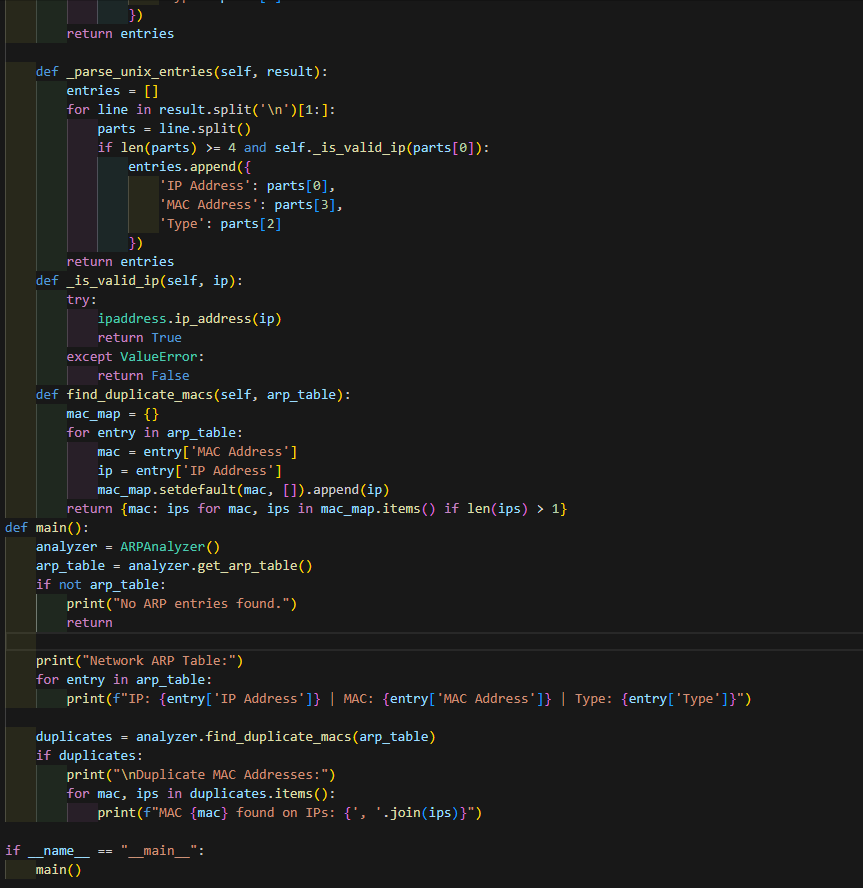 })
return entries
def _parse_unix_entries(self, result):
entries = []
for line in result.split('\n')[1:]:
parts = line.split()
if len(parts) >= 4 and self._is_valid_ip(parts[0]):
entries.append({
'IP Address': parts[0],
'MAC Address': parts[3],
'Type': parts[2]
})
return entries
def _is_valid_ip(self, ip):
try:
ipaddress.ip_address(ip)
return True
except ValueError:
return False
def find_duplicate_macs(self, arp_table):
mac_map = {}
for entry in arp_table:
mac = entry['MAC Address']
ip = entry['IP Address']
mac_map.setdefault(mac, []).append(ip)
return {mac: ips for mac, ips in mac_map.items() if len(ips) > 1}
def main():
analyzer = ARPAnalyzer()
arp_table = analyzer.get_arp_table()
if not arp_table:
print("No ARP entries found.")
return
print("Network ARP Table:")
for entry in arp_table:
print(f"IP: {entry['IP Address']} | MAC: {entry['MAC Address']} | Type: {entry['Type']}")
duplicates = analyzer.find_duplicate_macs(arp_table)
if duplicates:
print("\nDuplicate MAC Addresses:")
for mac, ips in duplicates.items():
print(f"MAC {mac} found on IPs: {', '.join(ips)}")
if __name__ == "__main__":
main()